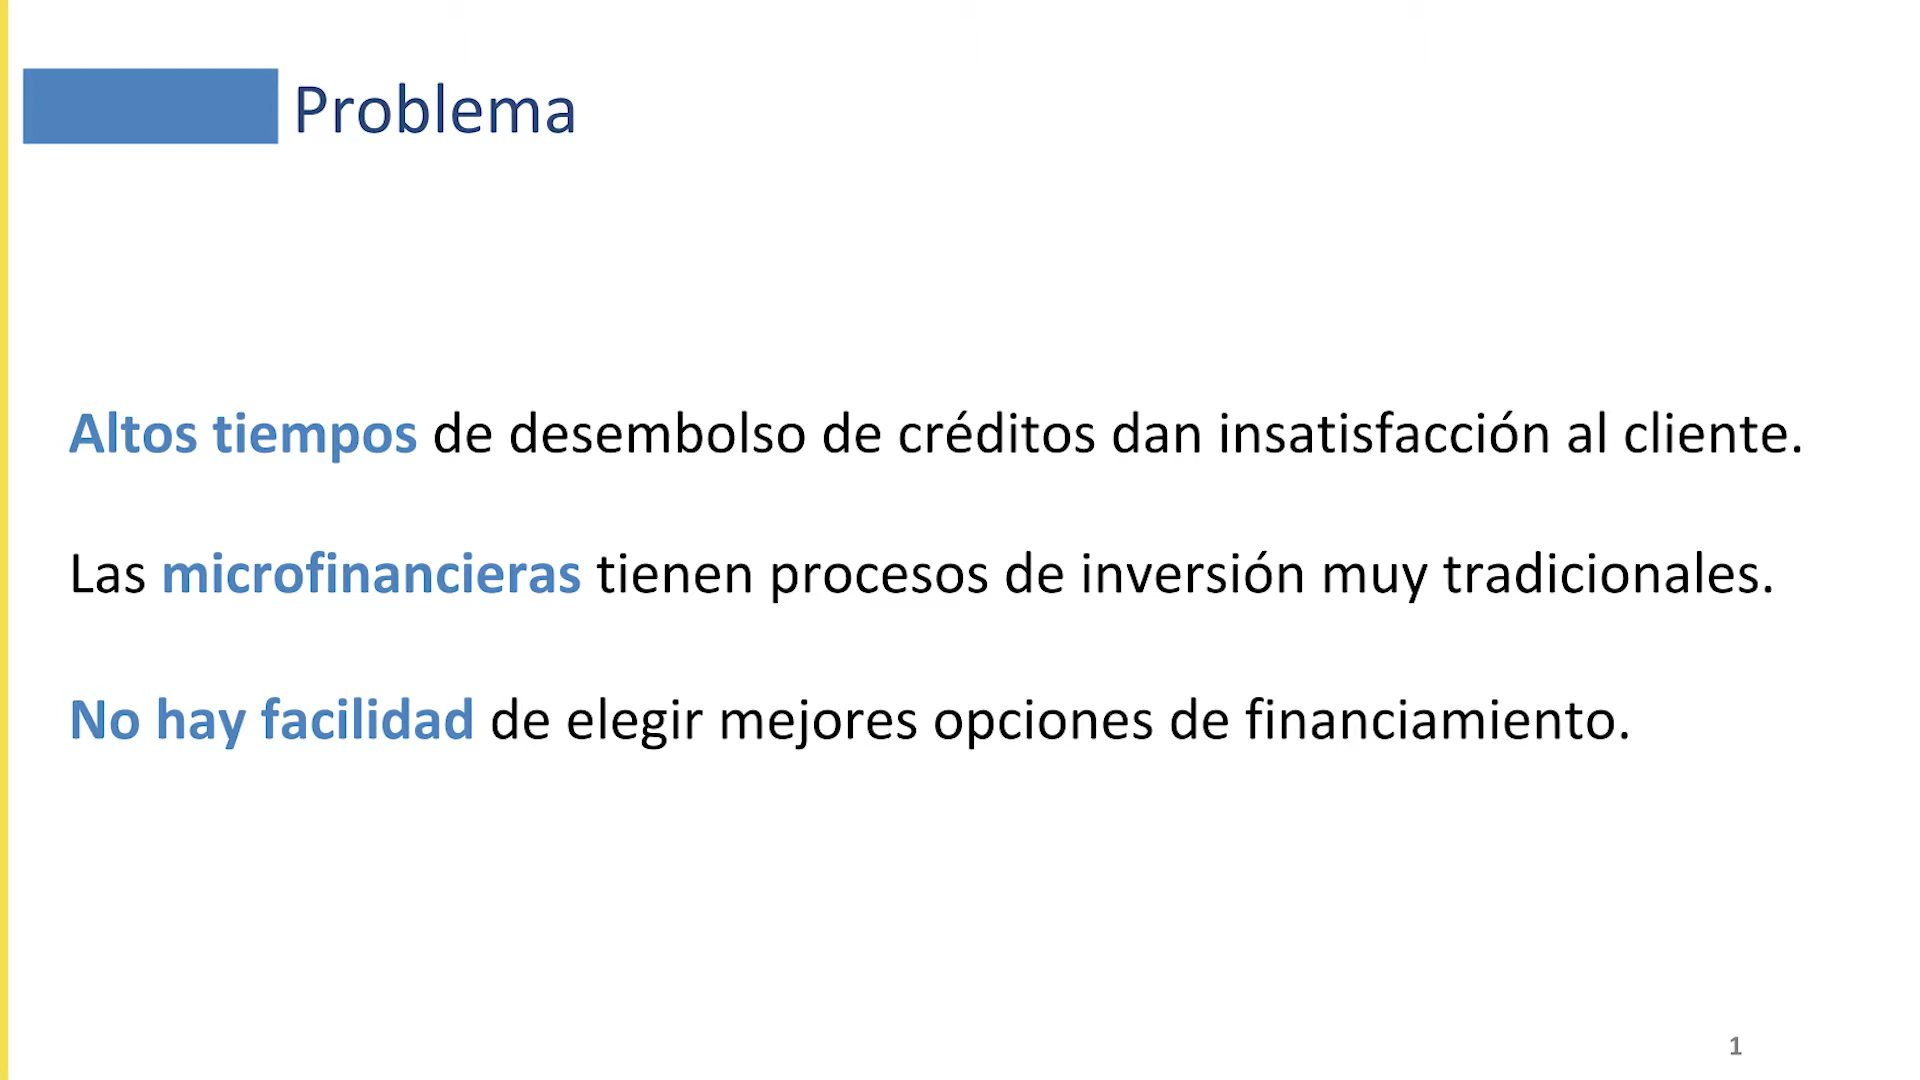 Problema
Altos tiempos de desembolso de créditos dan insatisfacción al cliente.
Las microfinancieras tienen procesos de inversión muy tradicionales.
No hay facilidad de elegir mejores opciones de financiamiento.
1